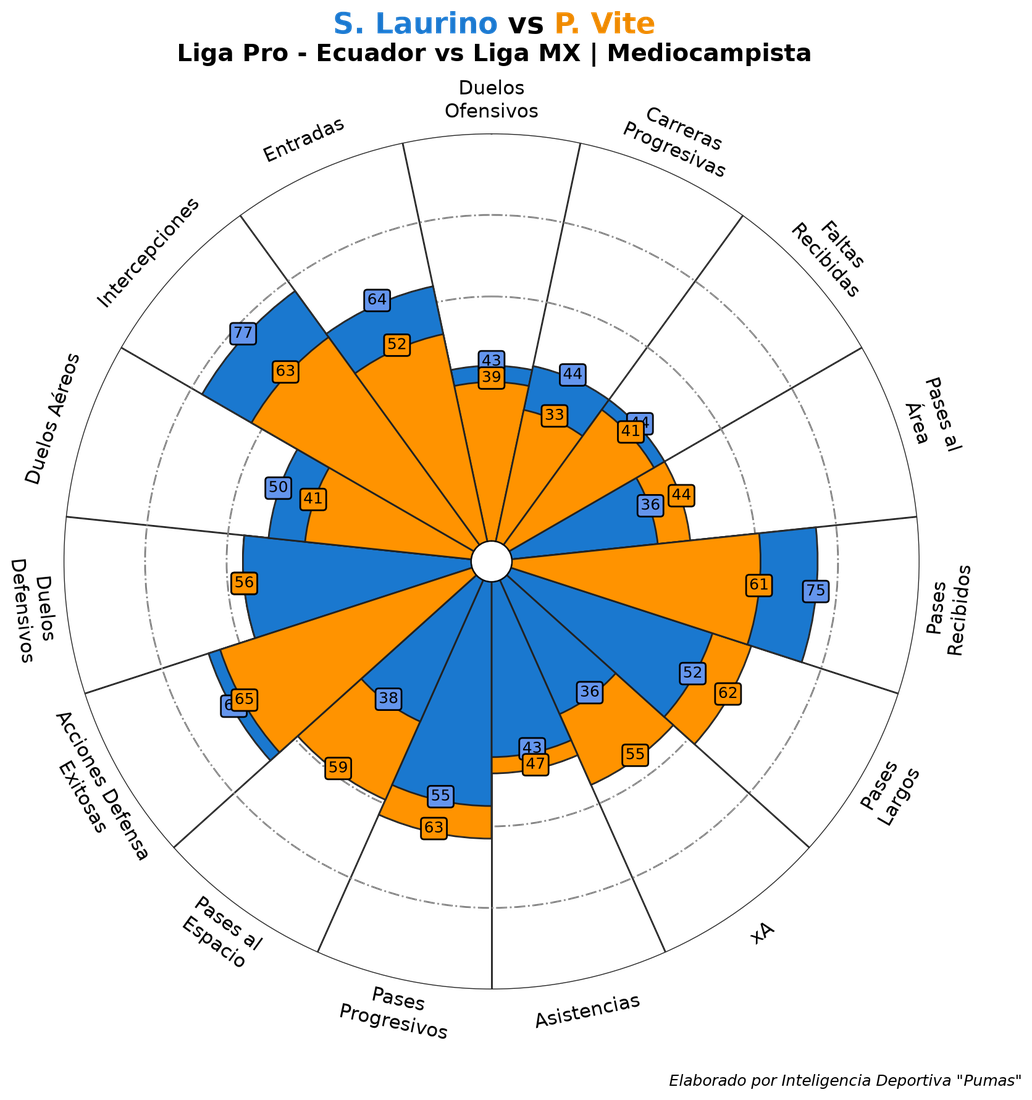 S. Laurino vs P. Vite
Liga Pro - Ecuador vs Liga MX | Mediocampista
Duelos
Ofensivos
43
39
Carreras
Progresivas
44
33
Faltas
Recibidas
44
41
Pases al
Área
36
44
Pases
Recibidos
61
75
Pases
Largos
52
62
xA
36
55
Asistencias
43
47
Pases
Progresivos
55
63
Pases al
Espacio
38
59
Acciones Defensa
Exitosas
65
Duelos
Defensivos
56
Duelos Aéreos
50
41
Intercepciones
77
63
Entradas
64
52
Elaborado por Inteligencia Deportiva "Pumas"